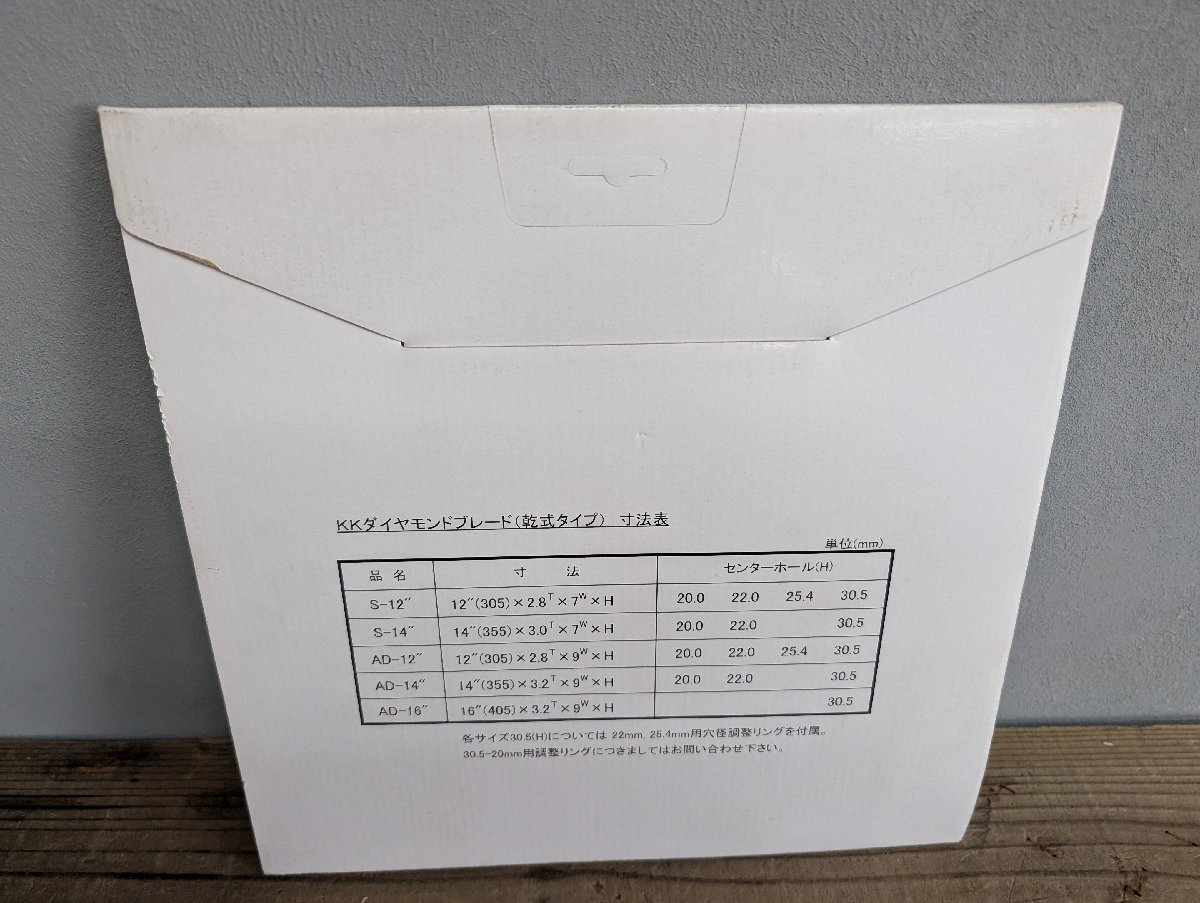 KKダイヤモンドブレード(乾式タイプ) 寸法表
単位(mm)
品 名 寸 法 センターホール(H)
S-12″ 12″(305)×2.8ᵀ×7ᵂ×H 20.0 22.0 25.4 30.5
S-14″ 14″(355)×3.0ᵀ×7ᵂ×H 20.0 22.0 30.5
AD-12″ 12″(305)×2.8ᵀ×9ᵂ×H 20.0 22.0 25.4 30.5
AD-14″ 14″(355)×3.2ᵀ×9ᵂ×H 20.0 22.0 30.5
AD-16″ 16″(405)×3.2ᵀ×9ᵂ×H 30.5
各サイズ30.5(H)については 22mm, 25.4mm用穴径調整リングを付属。
30.5-20mm用調整リングにつきましてはお問い合わせ下さい。